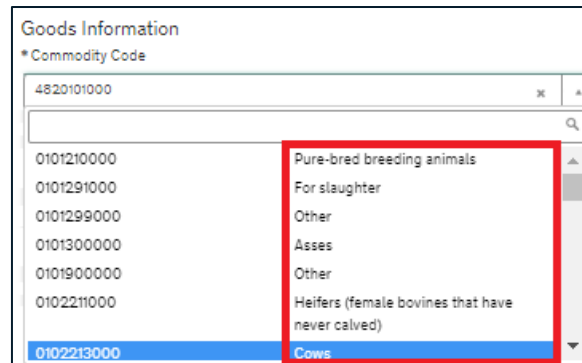 Goods Information
*Commodity Code
4820101000
0101210000 Pure-bred breeding animals
0101291000 For slaughter
0101299000 Other
0101300000 Asses
0101900000 Other
0102211000 Heifers (female bovines that have
never calved)
0102213000 Cows